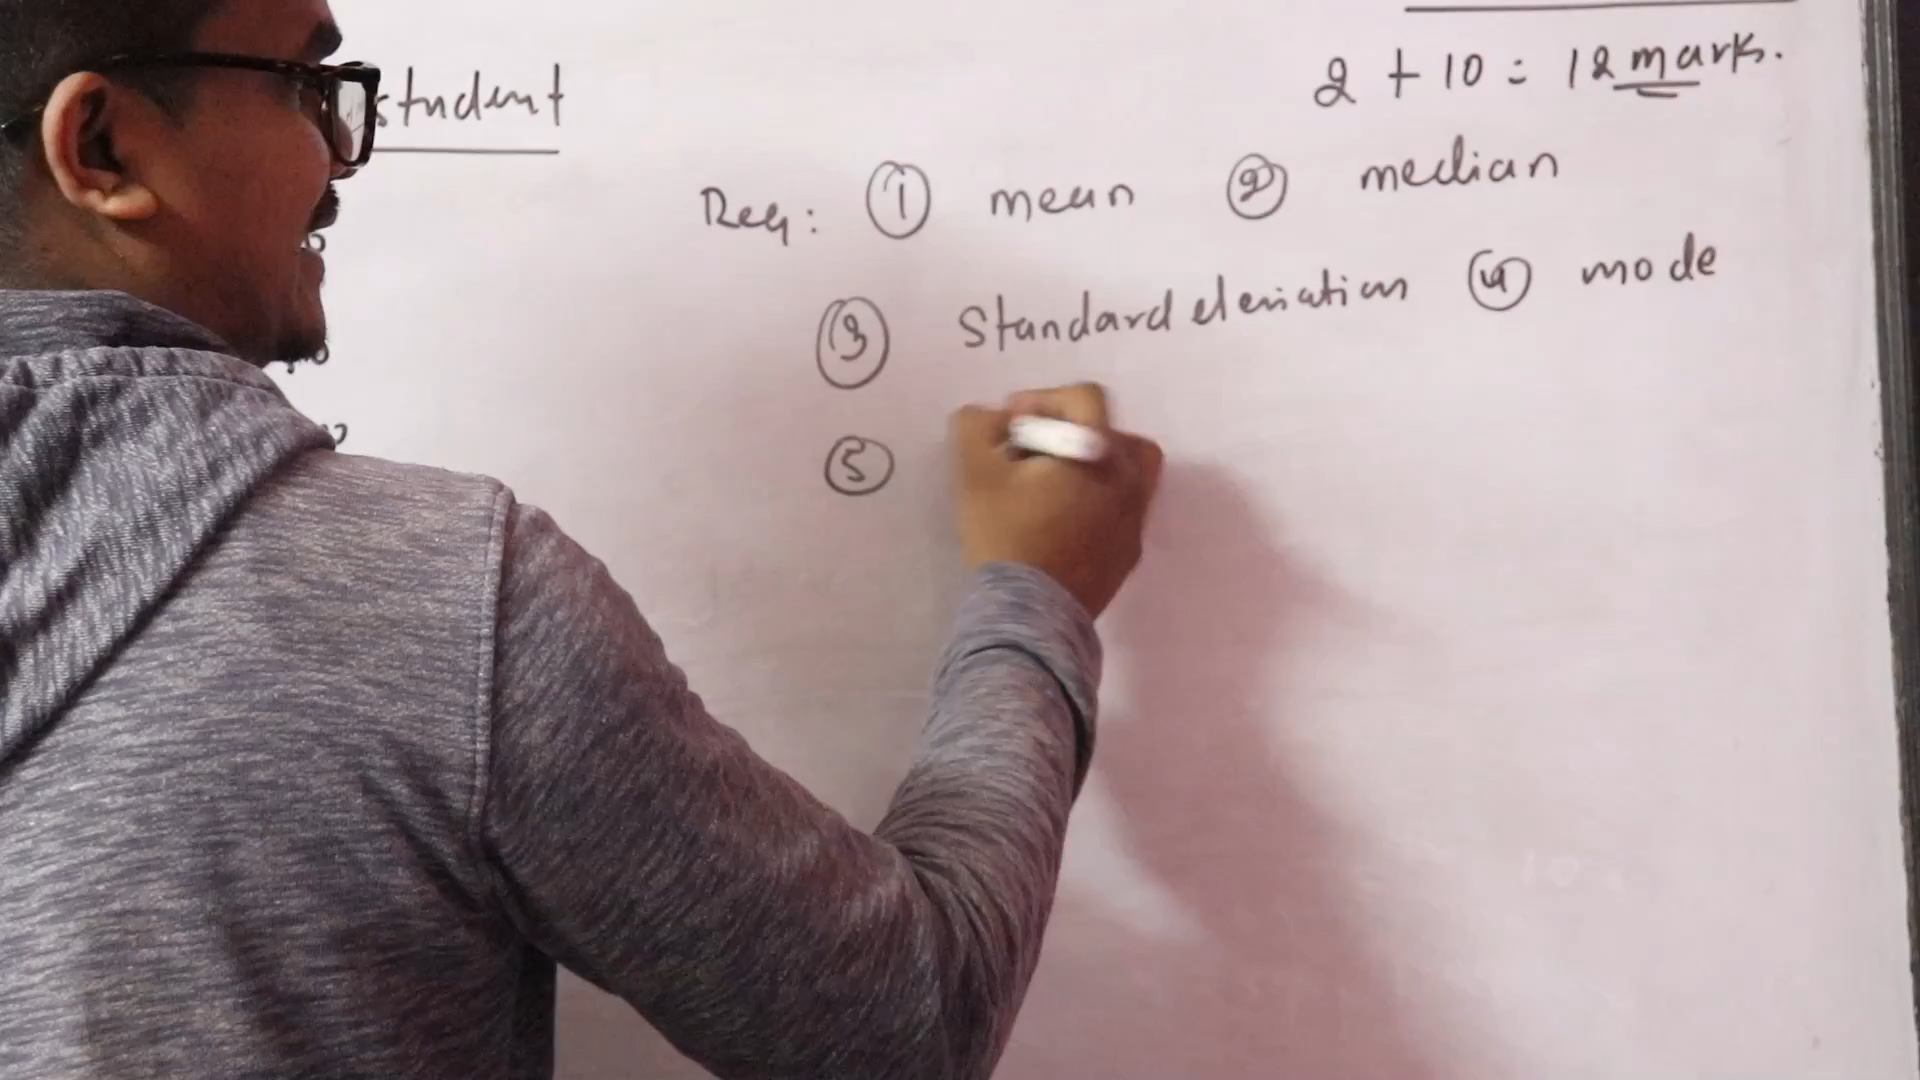 2 + 10 = 12 marks.
student
Req: ① mean ② median
③ Standard deviation ④ mode
⑤